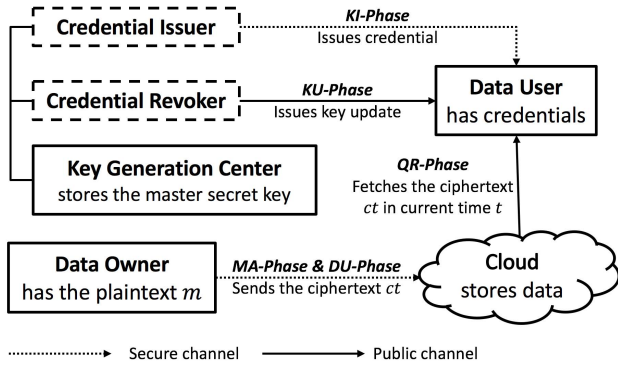 Credential Issuer
KI-Phase
Issues credential
Credential Revoker
KU-Phase
Issues key update
Data User
has credentials
Key Generation Center
stores the master secret key
QR-Phase
Fetches the ciphertext
ct in current time t
Data Owner
has the plaintext m
MA-Phase & DU-Phase
Sends the ciphertext ct
Cloud
stores data
Secure channel
Public channel